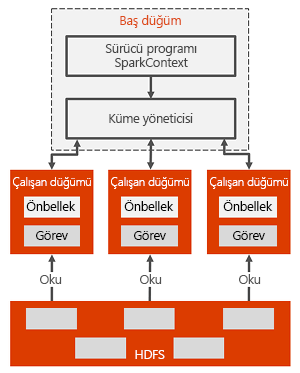 Baş düğüm
Sürücü programı
SparkContext
Küme yöneticisi
Çalışan düğümü
Önbellek
Görev
Çalışan düğümü
Önbellek
Görev
Çalışan düğümü
Önbellek
Görev
Oku
Oku
Oku
HDFS